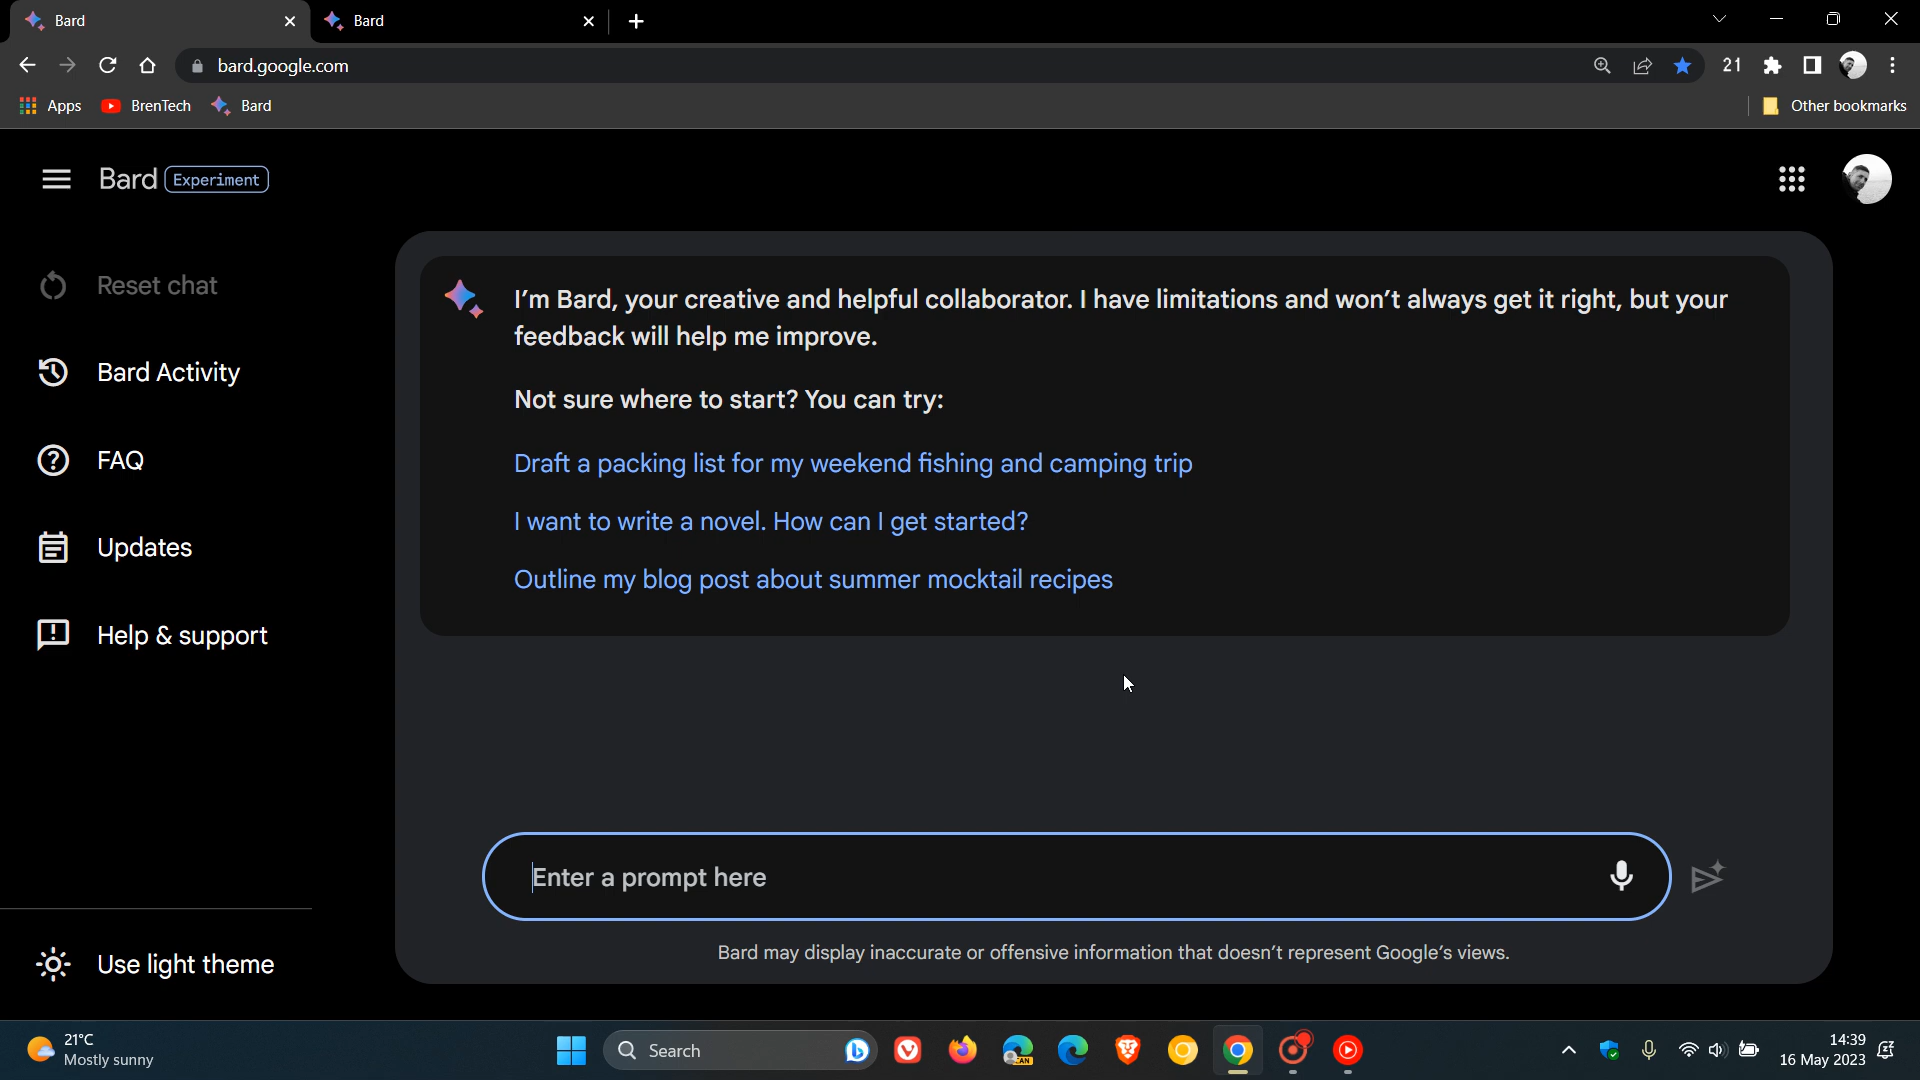 Bard
Bard
bard.google.com
21
Apps
BrenTech
Bard
Other bookmarks
Bard
Experiment
Reset chat
Bard Activity
FAQ
Updates
Help & support
Use light theme
I'm Bard, your creative and helpful collaborator. I have limitations and won't always get it right, but your
feedback will help me improve.
Not sure where to start? You can try:
Draft a packing list for my weekend fishing and camping trip
I want to write a novel. How can I get started?
Outline my blog post about summer mocktail recipes
Enter a prompt here
Bard may display inaccurate or offensive information that doesn't represent Google's views.
21°C
Mostly sunny
Search
CAN
14:39
16 May 2023